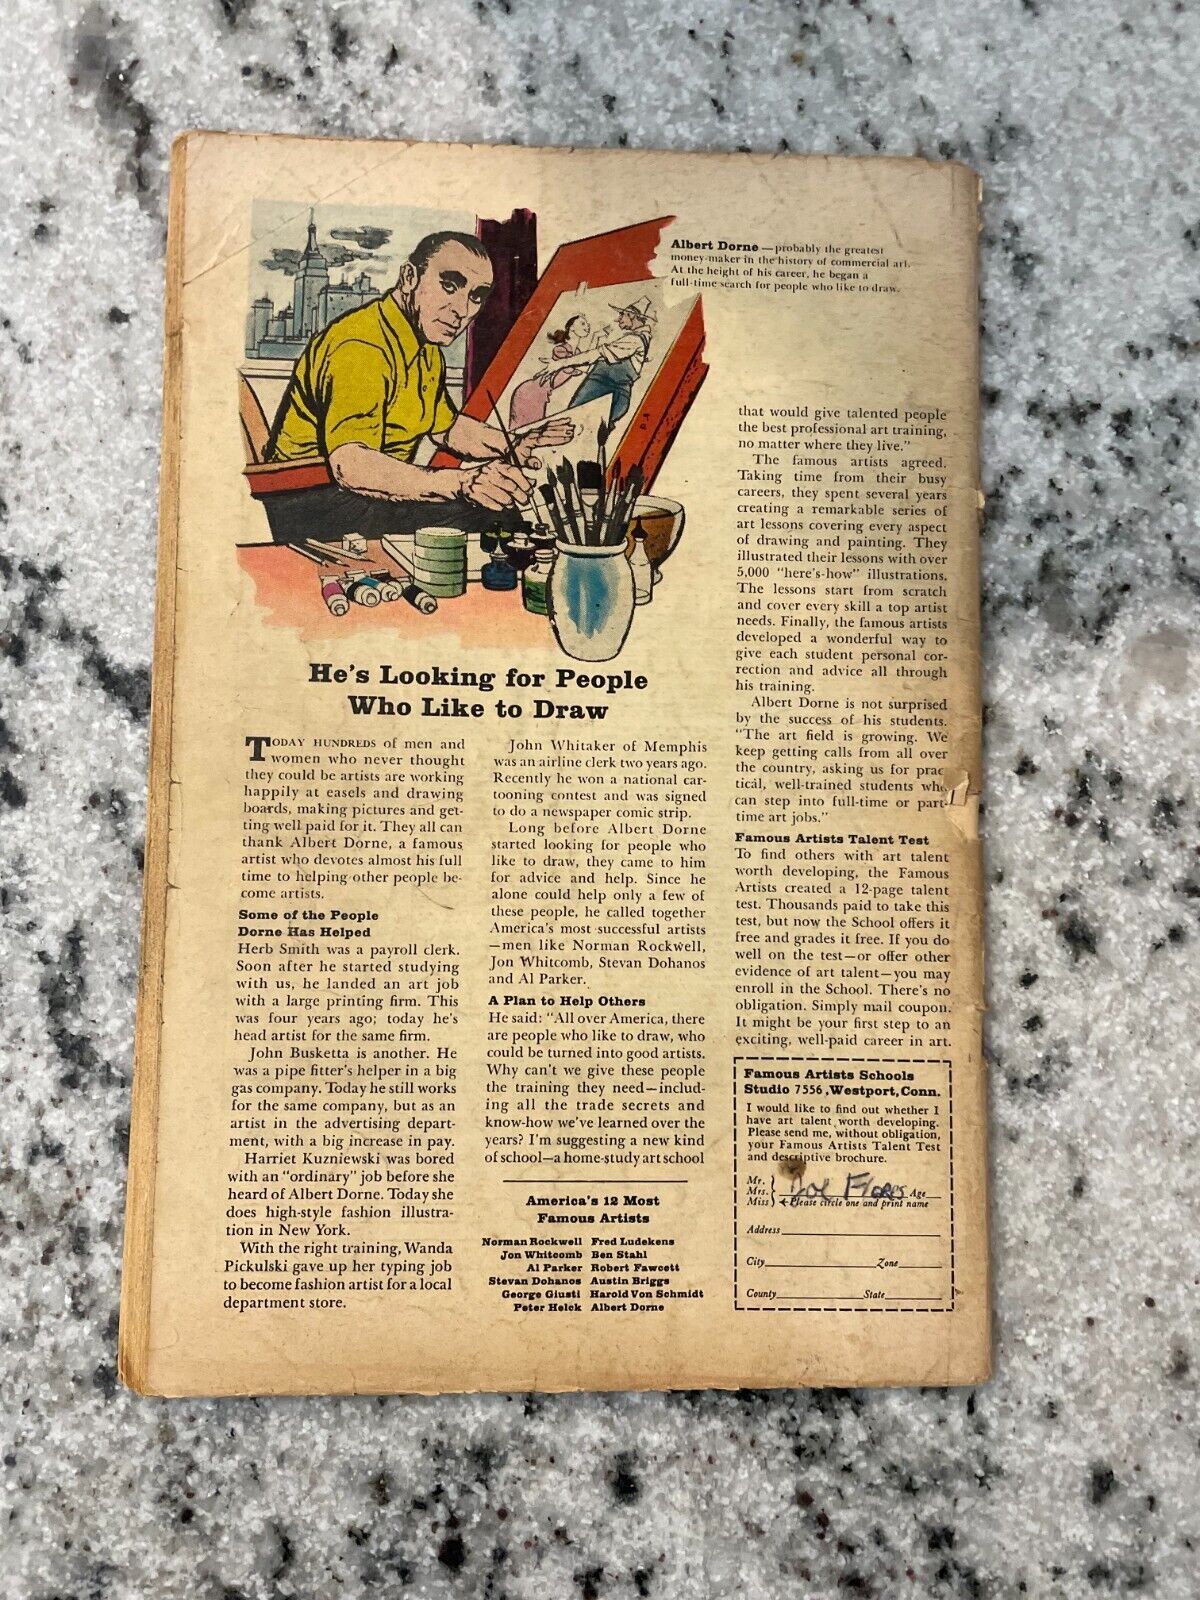 Albert Dorne — probably the greatest
money-maker in the history of commercial art.
At the height of his career, he began a
full-time search for people who like to draw.
He's Looking for People
Who Like to Draw
TODAY HUNDREDS of men and
women who never thought
they could be artists are working
happily at easels and drawing
boards, making pictures and get-
ting well paid for it. They all can
thank Albert Dorne, a famous
artist who devotes almost his full
time to helping other people be-
come artists.
Some of the People
Dorne Has Helped
Herb Smith was a payroll clerk.
Soon after he started studying
with us, he landed an art job
with a large printing firm. This
was four years ago; today he's
head artist for the same firm.
John Busketta is another. He
was a pipe fitter's helper in a big
gas company. Today he still works
for the same company, but as an
artist in the advertising depart-
ment, with a big increase in pay.
Harriet Kuzniewski was bored
with an "ordinary" job before she
heard of Albert Dorne. Today she
does high-style fashion illustra-
tion in New York.
With the right training, Wanda
Pickulski gave up her typing job
to become fashion artist for a local
department store.
John Whitaker of Memphis
was an airline clerk two years ago.
Recently he won a national car-
tooning contest and was signed
to do a newspaper comic strip.
Long before Albert Dorne
started looking for people who
like to draw, they came to him
for advice and help. Since he
alone could help only a few of
these people, he called together
America's most successful artists
—men like Norman Rockwell,
Jon Whitcomb, Stevan Dohanos
and Al Parker.
A Plan to Help Others
He said: "All over America, there
are people who like to draw, who
could be turned into good artists.
Why can't we give these people
the training they need—includ-
ing all the trade secrets and
know-how we've learned over the
years? I'm suggesting a new kind
of school—a home-study art school
America's 12 Most
Famous Artists
Norman Rockwell Fred Ludekens
Jon Whitcomb Ben Stahl
Al Parker Robert Fawcett
Stevan Dohanos Austin Briggs
George Giusti Harold Von Schmidt
Peter Helck Albert Dorne
that would give talented people
the best professional art training,
no matter where they live."
The famous artists agreed.
Taking time from their busy
careers, they spent several years
creating a remarkable series of
art lessons covering every aspect
of drawing and painting. They
illustrated their lessons with over
5,000 "here's-how" illustrations.
The lessons start from scratch
and cover every skill a top artist
needs. Finally, the famous artists
developed a wonderful way to
give each student personal cor-
rection and advice all through
his training.
Albert Dorne is not surprised
by the success of his students.
"The art field is growing. We
keep getting calls from all over
the country, asking us for prac-
tical, well-trained students who
can step into full-time or part-
time art jobs."
Famous Artists Talent Test
To find others with art talent
worth developing, the Famous
Artists created a 12-page talent
test. Thousands paid to take this
test, but now the School offers it
free and grades it free. If you do
well on the test—or offer other
evidence of art talent—you may
enroll in the School. There's no
obligation. Simply mail coupon.
It might be your first step to an
exciting, well-paid career in art.
Famous Artists Schools
Studio 7556, Westport, Conn.
I would like to find out whether I
have art talent worth developing.
Please send me, without obligation,
your Famous Artists Talent Test
and descriptive brochure.
Mr.
Mrs. Flores Age
Miss Please circle one and print name
Address
City Zone
County State